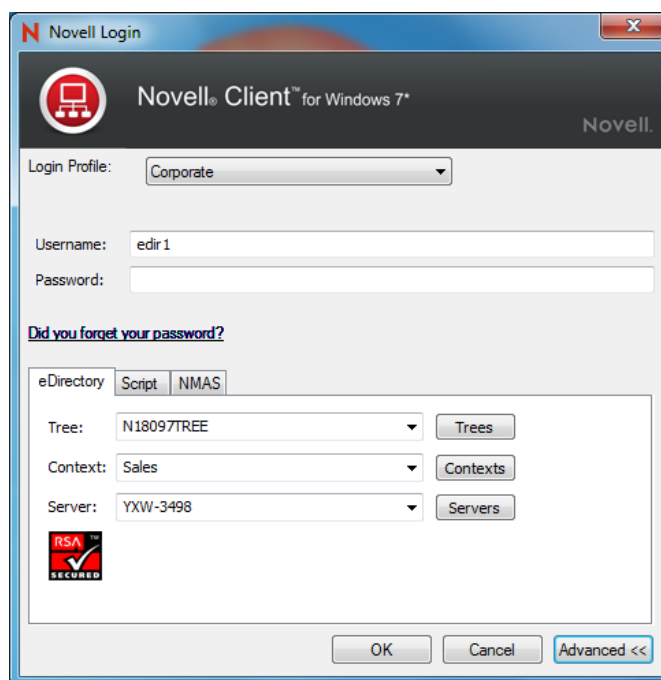 Novell Login
Novell® Client™ for Windows 7*
Novell.
Login Profile: Corporate
Username: edir1
Password:
Did you forget your password?
eDirectory Script NMAS
Tree: N18097TREE Trees
Context: Sales Contexts
Server: YXW-3498 Servers
RSA ™
SECURED
OK Cancel Advanced <<